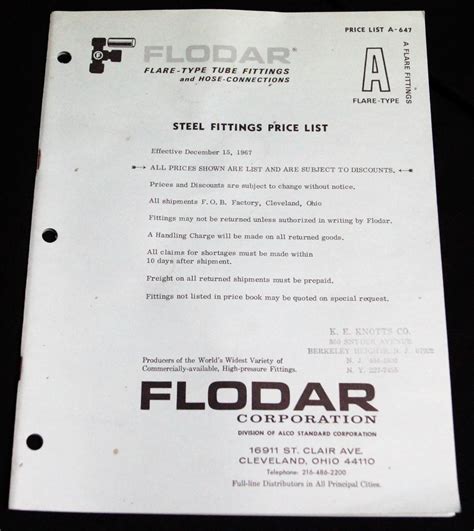 PRICE LIST A-647
F
FLODAR®
FLARE-TYPE TUBE FITTINGS
and HOSE-CONNECTIONS
A
FLARE-TYPE
A FLARE FITTINGS
STEEL FITTINGS PRICE LIST
Effective December 15, 1967
ALL PRICES SHOWN ARE LIST AND ARE SUBJECT TO DISCOUNTS.
Prices and Discounts are subject to change without notice.
All shipments F.O.B. Factory, Cleveland, Ohio
Fittings may not be returned unless authorized in writing by Flodar.
A Handling Charge will be made on all returned goods.
All claims for shortages must be made within
10 days after shipment.
Freight on all returned shipments must be prepaid.
Fittings not listed in price book may be quoted on special request.
K. E. KNOTTS CO.
SNYDER AVENUE
BERKELEY HEIGHTS, N. J.
N. J.
N. Y.
Producers of the World's Widest Variety of
Commercially-available, High-pressure Fittings.
FLODAR
CORPORATION
DIVISION OF ALCO STANDARD CORPORATION
16911 ST. CLAIR AVE.
CLEVELAND, OHIO 44110
Telephone: 216-486-2200
Full-line Distributors in All Principal Cities.